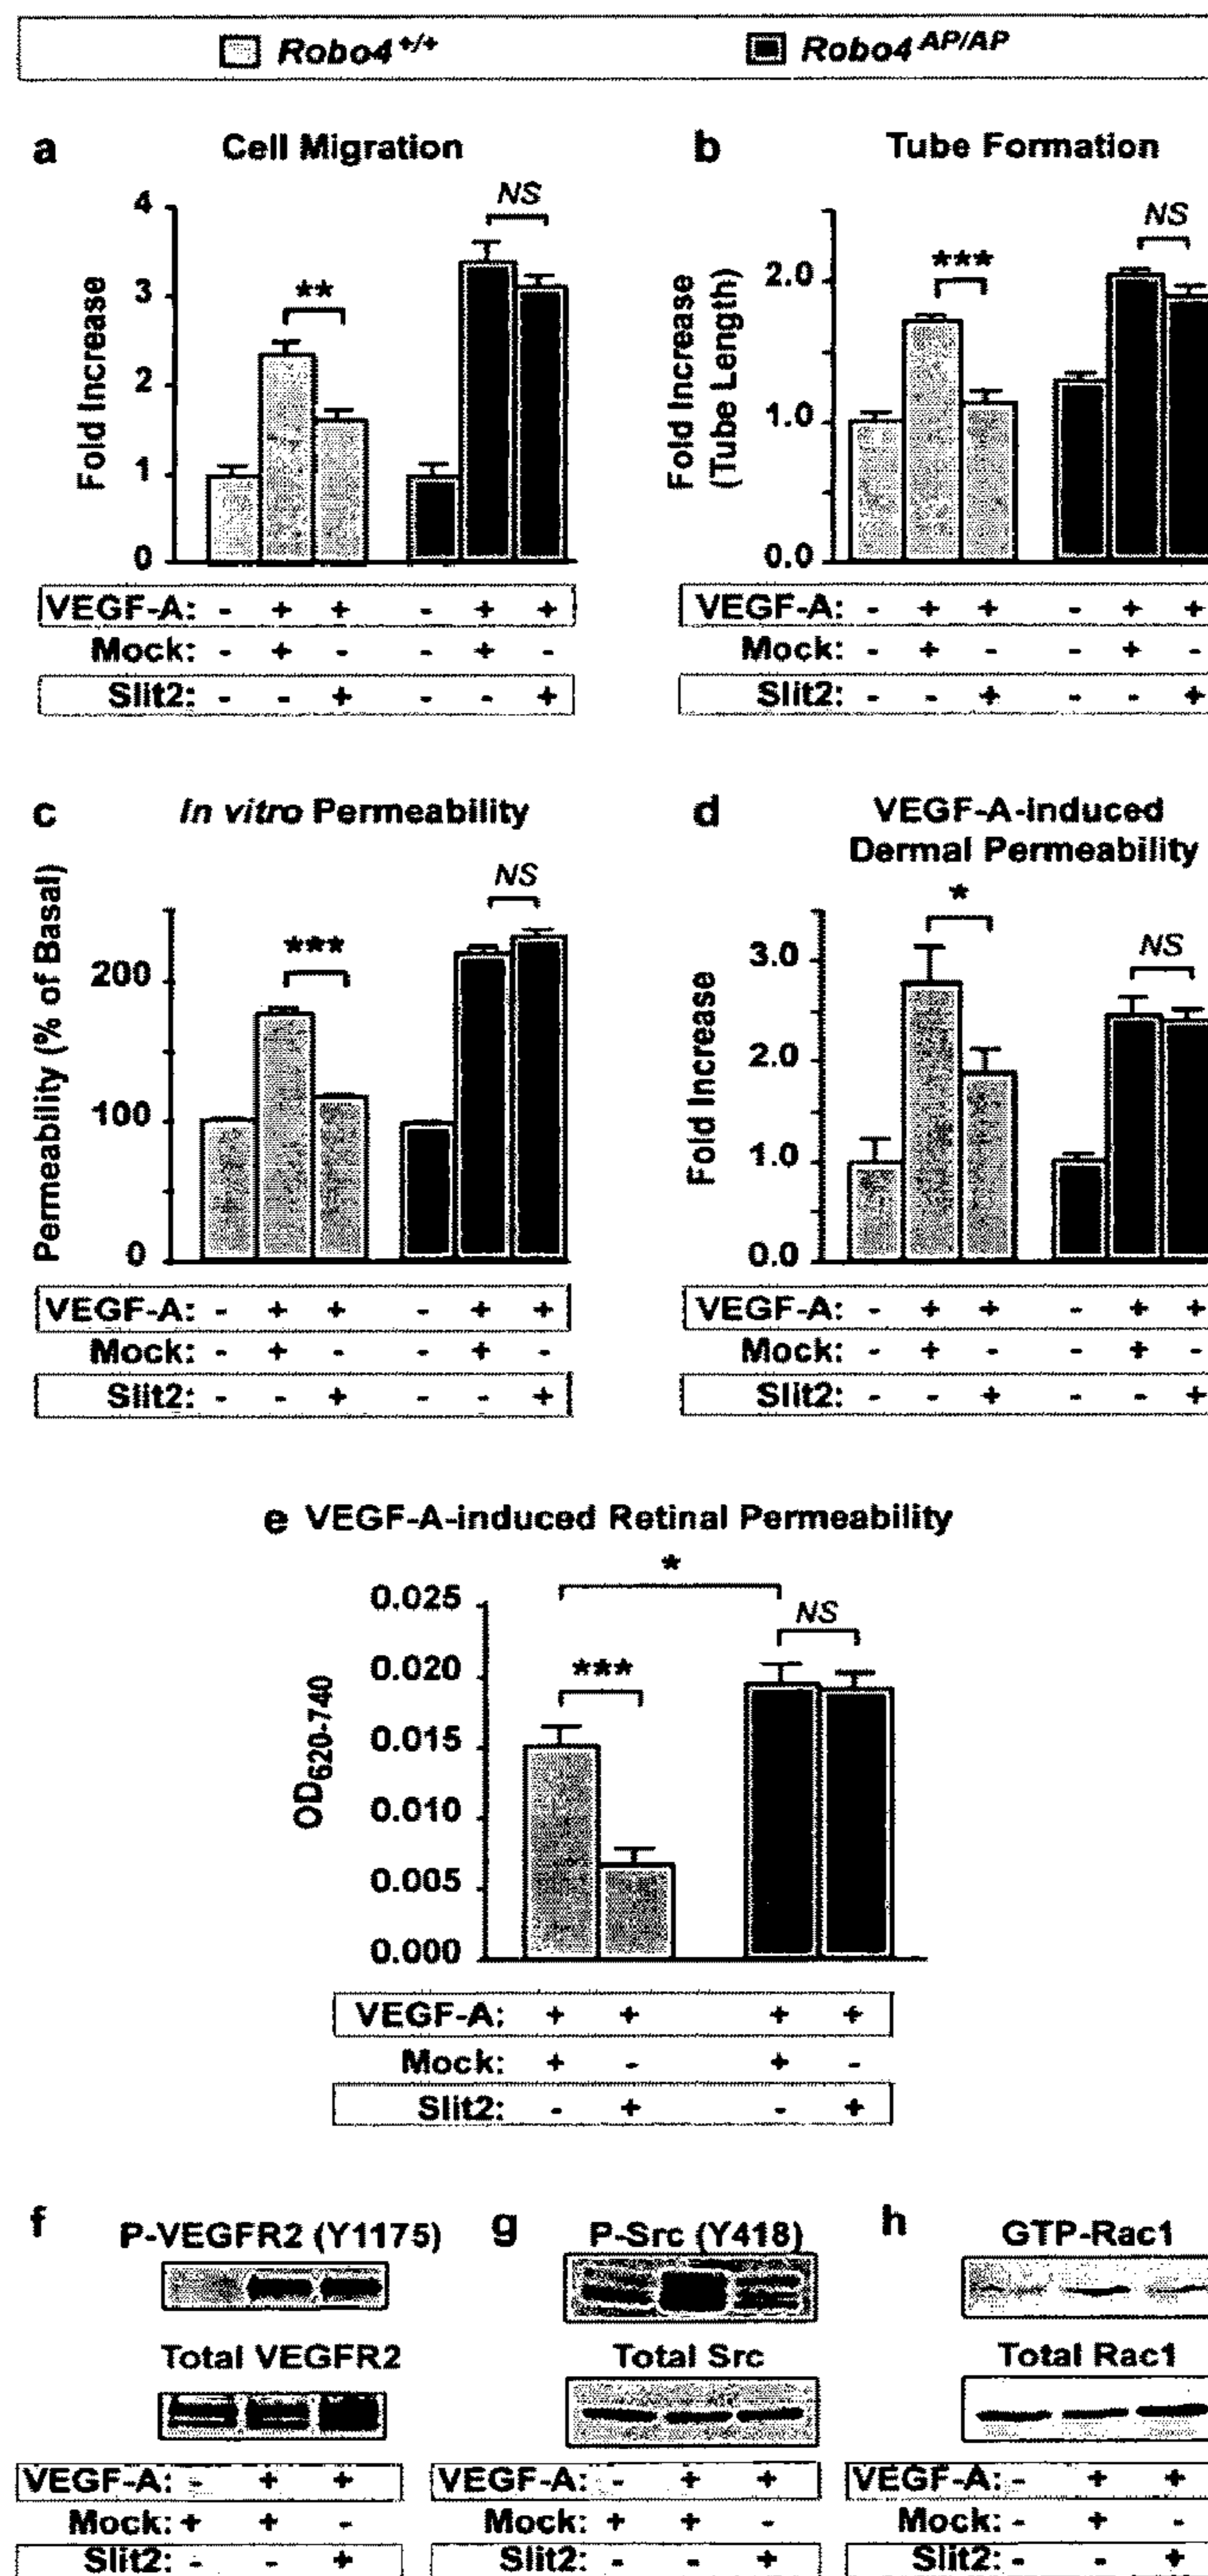 Robo4+/+ Robo4AP/AP
a Cell Migration
Fold Increase
4
3
2
1
0
** NS
VEGF-A: - + + - + +
Mock: - + - - + -
Slit2: - - + - - +
b Tube Formation
Fold Increase
(Tube Length)
2.0
1.0
0.0
*** NS
VEGF-A: - + + - + +
Mock: - + - - + -
Slit2: - - + - - +
c In vitro Permeability
Permeability (% of Basal)
200
100
0
*** NS
VEGF-A: - + + - + +
Mock: - + - - + -
Slit2: - - + - - +
d VEGF-A-induced
Dermal Permeability
Fold Increase
3.0
2.0
1.0
0.0
* NS
VEGF-A: - + + - + +
Mock: - + - - + -
Slit2: - - + - - +
e VEGF-A-induced Retinal Permeability
OD620-740
0.025
0.020
0.015
0.010
0.005
0.000
*
*** NS
VEGF-A: + + + +
Mock: + - + -
Slit2: - + - +
f P-VEGFR2 (Y1175)
Total VEGFR2
VEGF-A: - + +
Mock: + + -
Slit2: - - +
g P-Src (Y418)
Total Src
VEGF-A: - + +
Mock: + + -
Slit2: - - +
h GTP-Rac1
Total Rac1
VEGF-A: - + +
Mock: - + -
Slit2: - - +